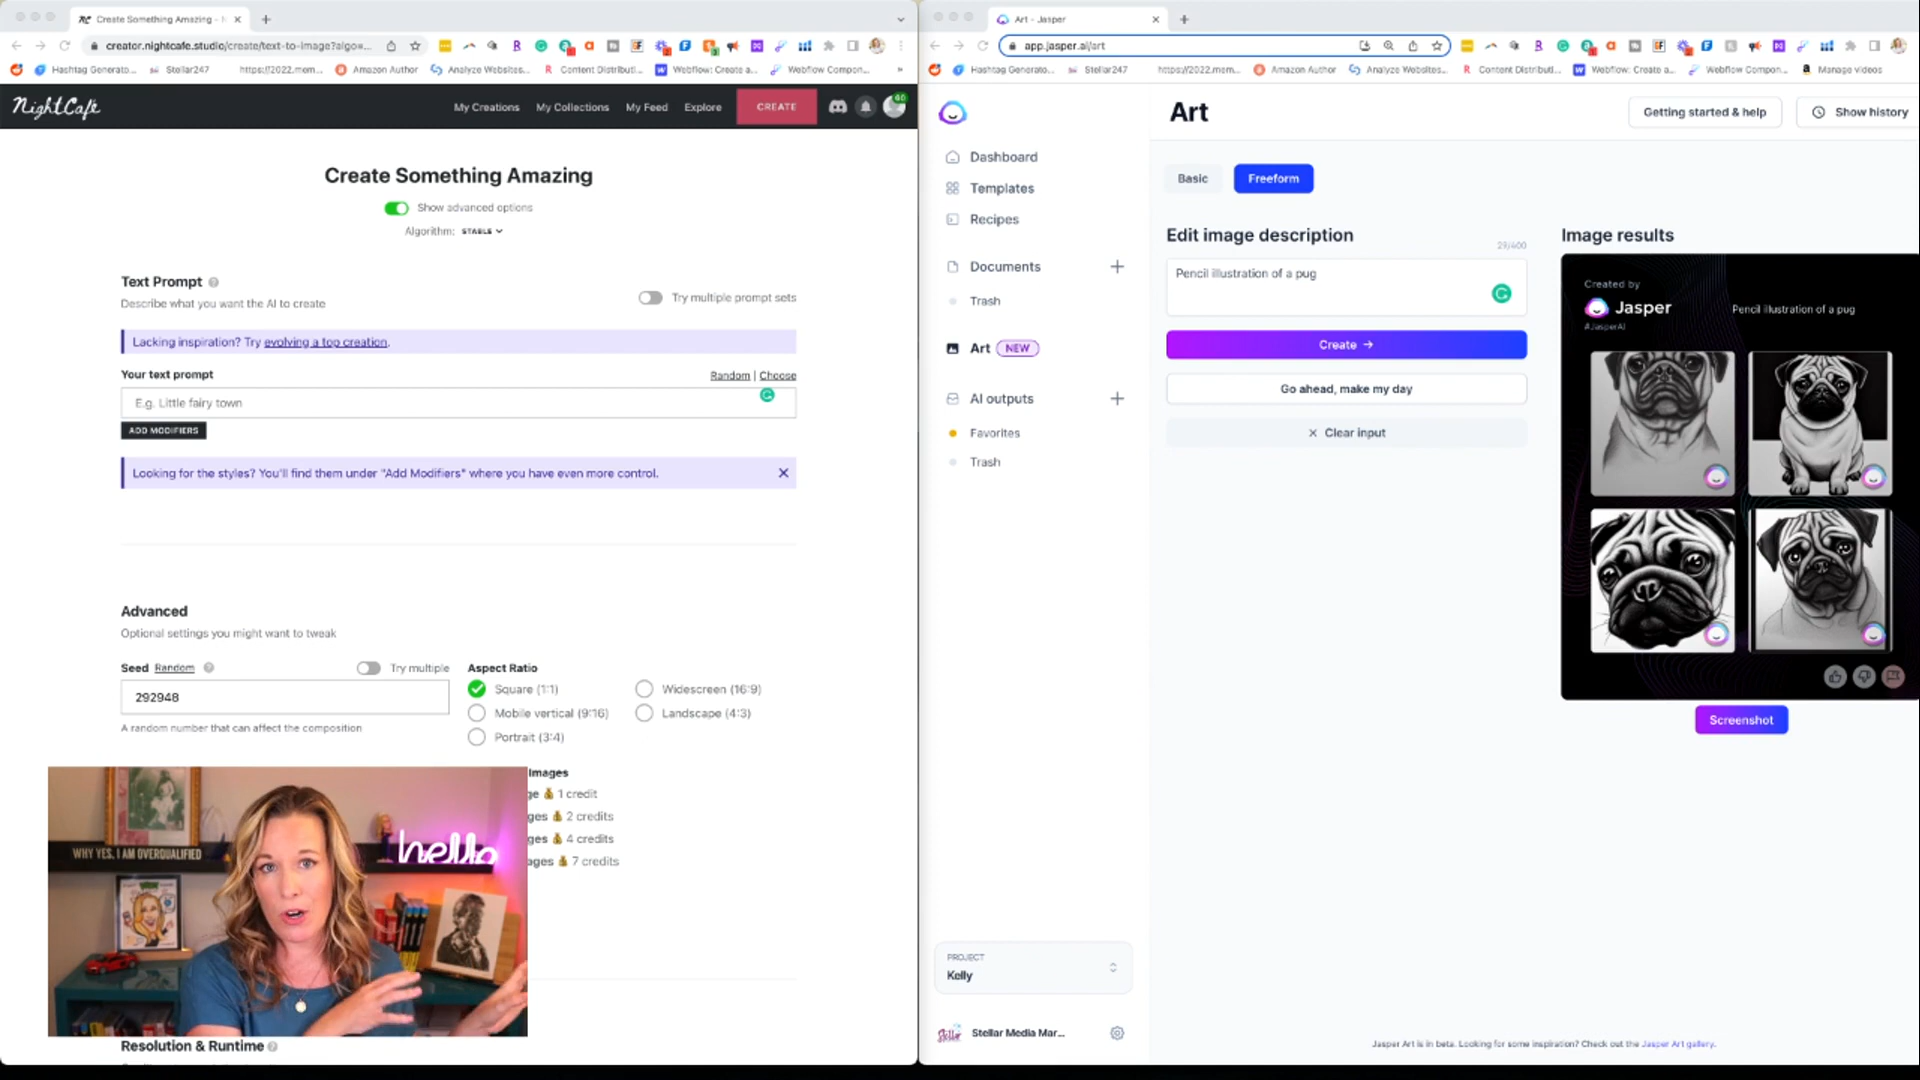 Create Something Amazing - N
creator.nightcafe.studio/create/text-to-image?algow...
Hashtag Generato...
Stellar247
https://2022.mem...
Amazon Author
Analyze Websites...
Content Distributi...
Webflow: Create a...
Webflow Compon...
»
NightCafe
My Creations
My Collections
My Feed
Explore
CREATE
60
Create Something Amazing
Show advanced options
Algorithm: STABLE
Text Prompt
Describe what you want the AI to create
Try multiple prompt sets
Lacking inspiration? Try evolving a top creation.
Your text prompt
Random | Choose
E.g. Little fairy town
ADD MODIFIERS
Looking for the styles? You'll find them under "Add Modifiers" where you have even more control.
Advanced
Optional settings you might want to tweak
Seed Random
Try multiple
292948
A random number that can affect the composition
Aspect Ratio
Square (1:1)
Widescreen (16:9)
Mobile vertical (9:16)
Landscape (4:3)
Portrait (3:4)
Images
ge 1 credit
ges 2 credits
ges 4 credits
ages 7 credits
WHY YES, I AM OVERQUALIFIED
hello
Resolution & Runtime
Art - Jasper
app.jasper.ai/art
Hashtag Generato...
Stellar247
https://2022.mem...
Amazon Author
Analyze Websites...
Content Distributi...
Webflow: Create a...
Webflow Compon...
Manage videos
Art
Getting started & help
Show history
Dashboard
Templates
Recipes
Documents
Trash
Art NEW
AI outputs
Favorites
Trash
PROJECT
Kelly
Stellar Media Mar...
Basic
Freeform
Edit image description
29/400
Pencil illustration of a pug
Create →
Go ahead, make my day
Clear input
Image results
Created by
Jasper
#JasperAI
Pencil illustration of a pug
Screenshot
Jasper Art is in beta. Looking for some inspiration? Check out the Jasper Art gallery.